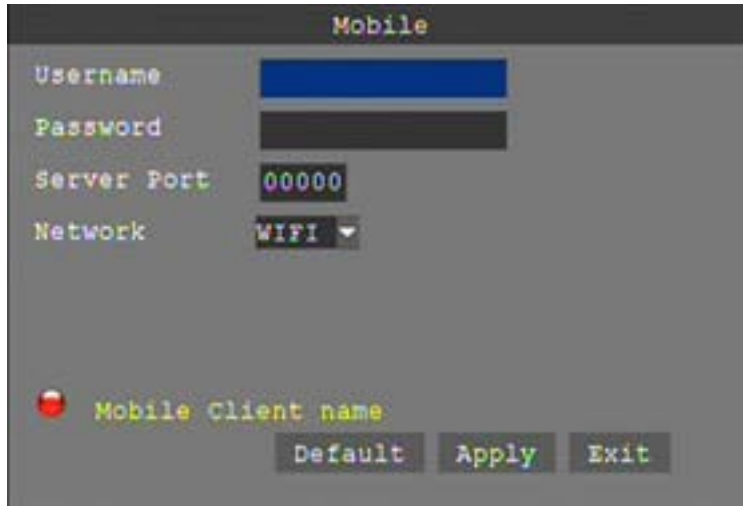 Mobile
Username
Password
Server Port 00000
Network WIFI
Mobile Client name
Default Apply Exit